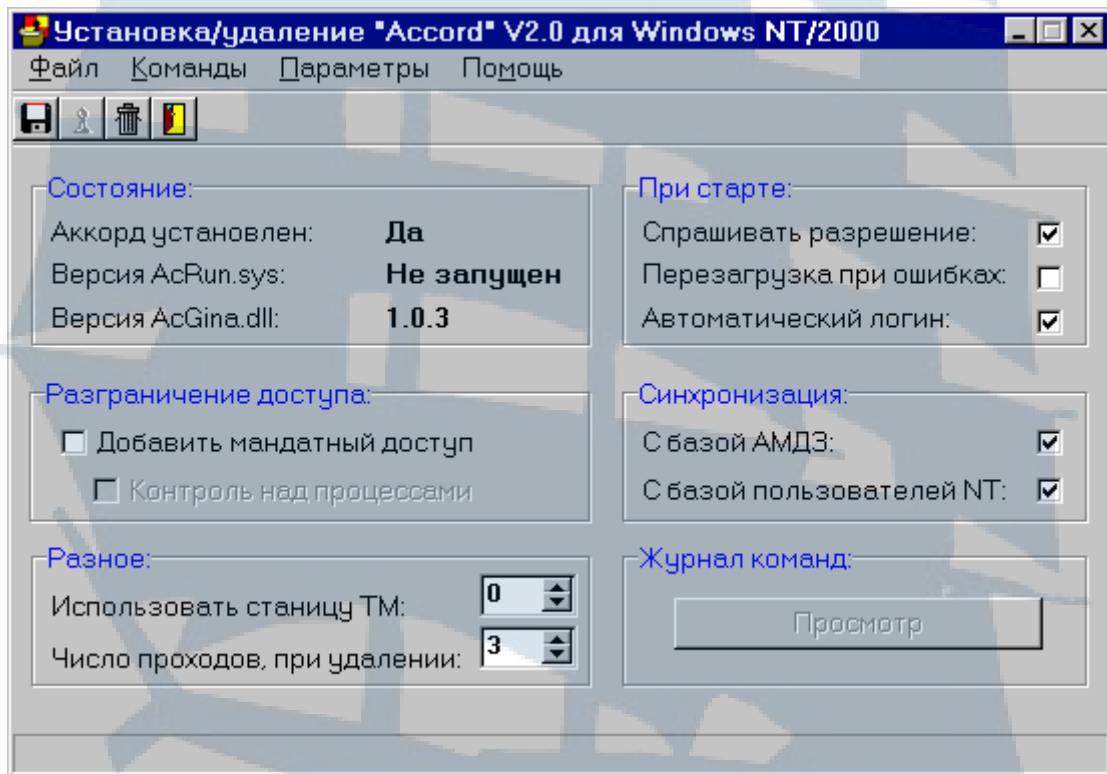 Установка/удаление "Accord" V2.0 для Windows NT/2000
Файл Команды Параметры Помощь
Состояние:
Аккорд установлен: Да
Версия AcRun.sys: Не запущен
Версия AcGina.dll: 1.0.3
При старте:
Спрашивать разрешение:
Перезагрузка при ошибках:
Автоматический логин:
Разграничение доступа:
Добавить мандатный доступ
Контроль над процессами
Синхронизация:
С базой АМДЗ:
С базой пользователей NT:
Разное:
Использовать станицу ТМ: 0
Число проходов, при удалении: 3
Журнал команд:
Просмотр